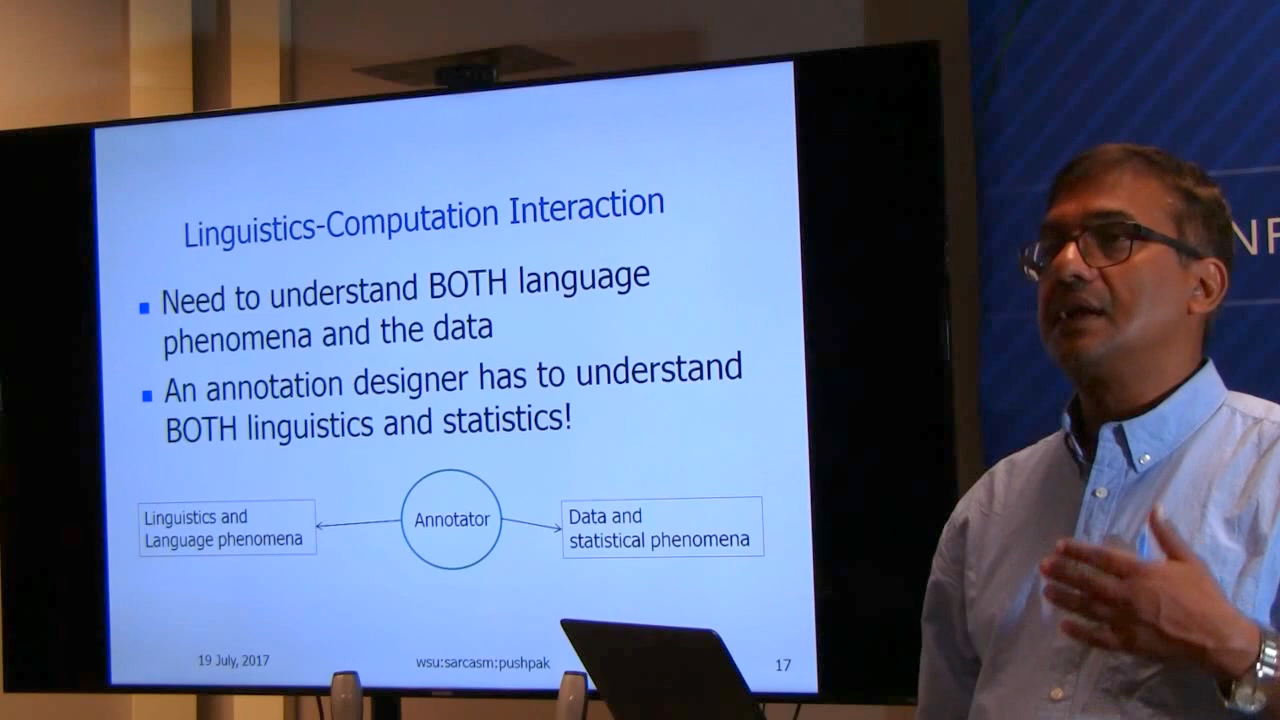 Linguistics-Computation Interaction
Need to understand BOTH language
phenomena and the data
An annotation designer has to understand
BOTH linguistics and statistics!
Linguistics and
Language phenomena
Annotator
Data and
statistical phenomena
19 July, 2017
wsu:sarcasm:pushpak
17